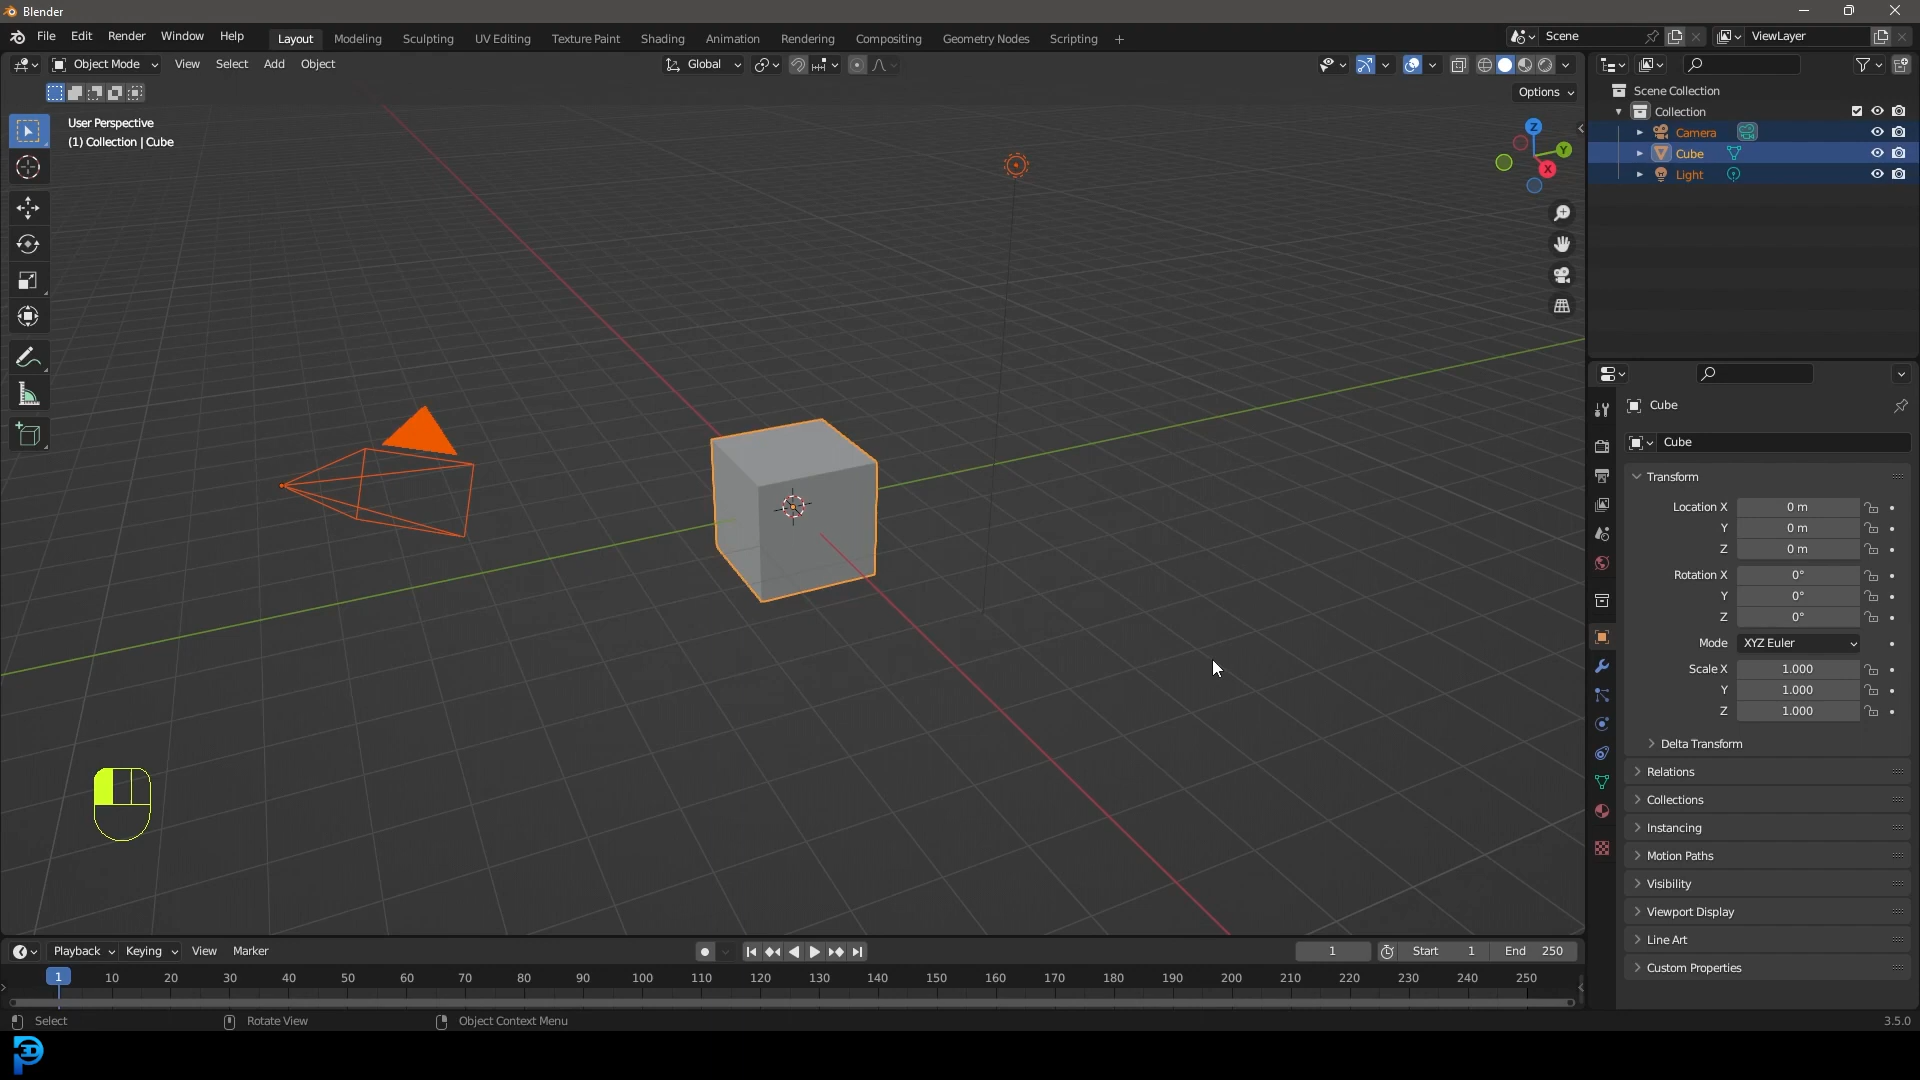 Blender
File Edit Render Window Help Layout Modeling Sculpting UV Editing Texture Paint Shading Animation Rendering Compositing Geometry Nodes Scripting + Scene ViewLayer
Object Mode View Select Add Object Global
Options
User Perspective
(1) Collection | Cube
Z
Y
X
Scene Collection
Collection
Camera
Cube
Light
Cube
Cube
Transform
Location X 0 m
Y 0 m
Z 0 m
Rotation X 0°
Y 0°
Z 0°
Mode XYZ Euler
Scale X 1.000
Y 1.000
Z 1.000
Delta Transform
Relations
Collections
Instancing
Motion Paths
Visibility
Viewport Display
Line Art
Custom Properties
Playback Keying View Marker 1 Start 1 End 250
1 10 20 30 40 50 60 70 80 90 100 110 120 130 140 150 160 170 180 190 200 210 220 230 240 250
Select Rotate View Object Context Menu 3.5.0
P3D